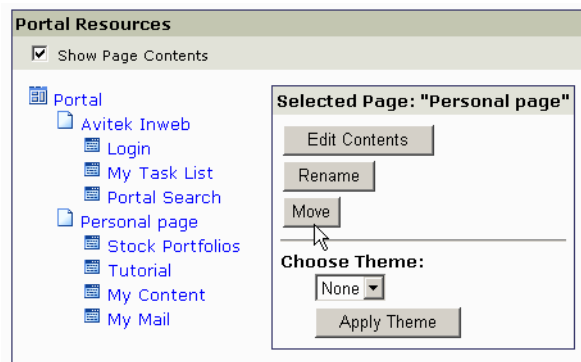 Portal Resources
Show Page Contents
Portal
Avitek Inweb
Login
My Task List
Portal Search
Personal page
Stock Portfolios
Tutorial
My Content
My Mail
Selected Page: "Personal page"
Edit Contents
Rename
Move
Choose Theme:
None
Apply Theme